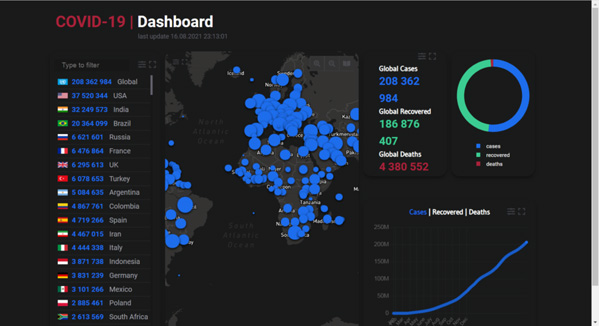 COVID-19 | Dashboard
last update 16.08.2021 23:13:01
Type to filter
208 362 984 Global
37 520 344 USA
32 249 573 India
20 364 099 Brazil
6 621 601 Russia
6 476 864 France
6 295 613 UK
6 078 653 Turkey
5 084 635 Argentina
4 867 761 Colombia
4 719 266 Spain
4 467 015 Iran
4 444 338 Italy
3 871 738 Indonesia
3 831 239 Germany
3 101 266 Mexico
2 885 461 Poland
2 613 569 South Africa
Iceland
Sweden
North
Atlantic
Ocean
Algeria
Tanzania
South
Atlantic
Ocean
Global Cases
208 362
984
Global Recovered
186 876
407
Global Deaths
4 380 552
cases
recovered
deaths
Cases | Recovered | Deaths
250M
200M
150M
100M
50M
0